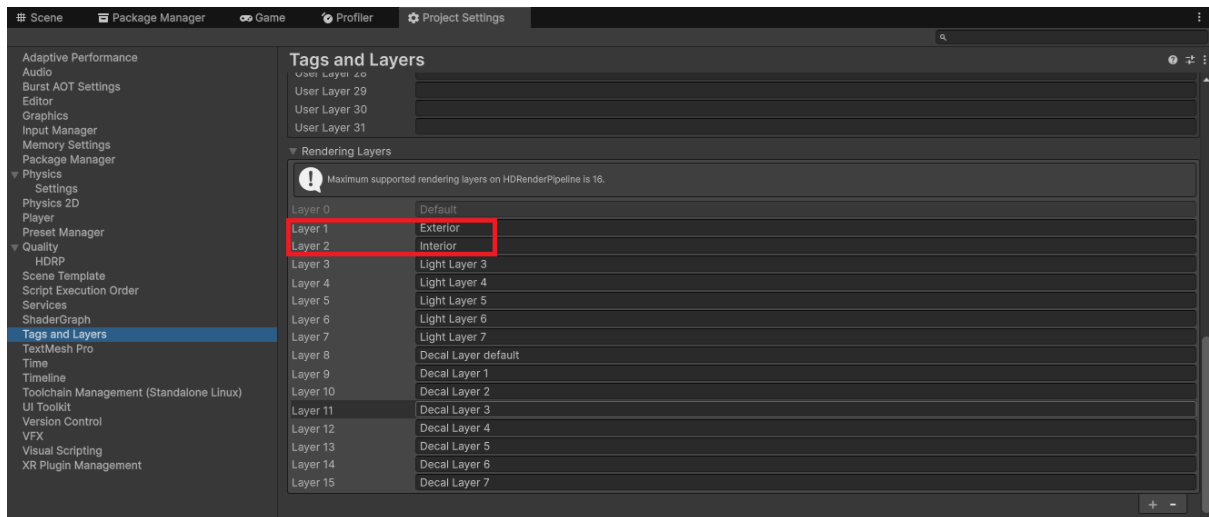 Scene Package Manager Game Profiler Project Settings
Adaptive Performance
Audio
Burst AOT Settings
Editor
Graphics
Input Manager
Memory Settings
Package Manager
Physics
Settings
Physics 2D
Player
Preset Manager
Quality
HDRP
Scene Template
Script Execution Order
Services
ShaderGraph
Tags and Layers
TextMesh Pro
Time
Timeline
Toolchain Management (Standalone Linux)
UI Toolkit
Version Control
VFX
Visual Scripting
XR Plugin Management
Tags and Layers
User Layer 28
User Layer 29
User Layer 30
User Layer 31
Rendering Layers
Maximum supported rendering layers on HDRenderPipeline is 16.
Layer 0 Default
Layer 1 Exterior
Layer 2 Interior
Layer 3 Light Layer 3
Layer 4 Light Layer 4
Layer 5 Light Layer 5
Layer 6 Light Layer 6
Layer 7 Light Layer 7
Layer 8 Decal Layer default
Layer 9 Decal Layer 1
Layer 10 Decal Layer 2
Layer 11 Decal Layer 3
Layer 12 Decal Layer 4
Layer 13 Decal Layer 5
Layer 14 Decal Layer 6
Layer 15 Decal Layer 7